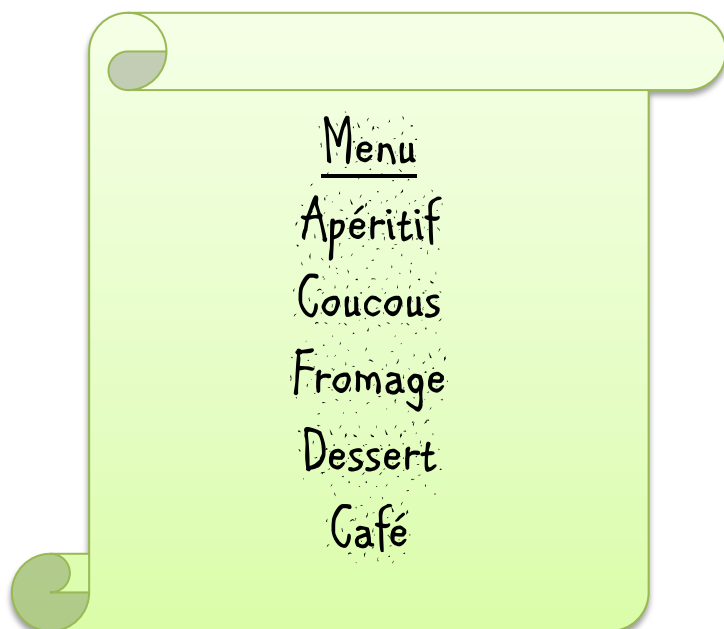 Menu
Apéritif
Coucous
Fromage
Dessert
Café